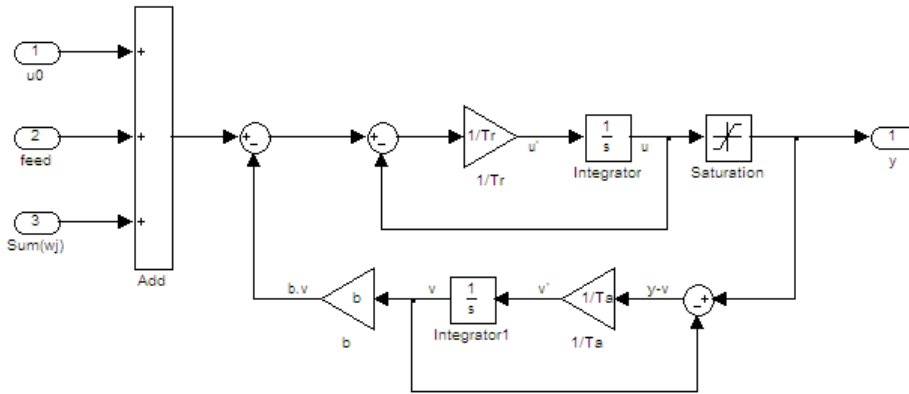 1
u0
2
feed
3
Sum(wj)
+
+
+
Add
+
−
+
−
1/Tr
1/Tr
u'
1
s
Integrator
u
Saturation
1
y
b.v
b
b
v
1
s
Integrator1
v'
1/Ta
1/Ta
y-v
−
+